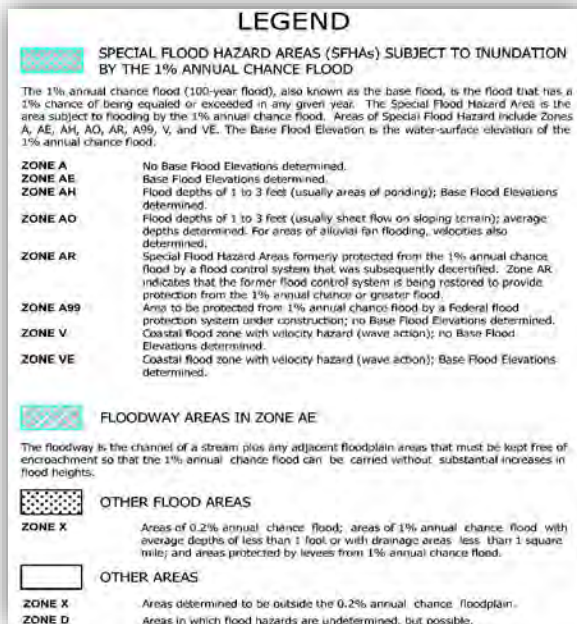 LEGEND
SPECIAL FLOOD HAZARD AREAS (SFHAs) SUBJECT TO INUNDATION
BY THE 1% ANNUAL CHANCE FLOOD
The 1% annual chance flood (100-year flood), also known as the base flood, is the flood that has a
1% chance of being equaled or exceeded in any given year. The Special Flood Hazard Area is the
area subject to flooding by the 1% annual chance flood. Areas of Special Flood Hazard include Zones
A, AE, AH, AO, AR, A99, V, and VE. The Base Flood Elevation is the water-surface elevation of the
1% annual chance flood.
ZONE A No Base Flood Elevations determined.
ZONE AE Base Flood Elevations determined.
ZONE AH Flood depths of 1 to 3 feet (usually areas of ponding); Base Flood Elevations
determined.
ZONE AO Flood depths of 1 to 3 feet (usually sheet flow on sloping terrain); average
depths determined. For areas of alluvial fan flooding, velocities also
determined.
ZONE AR Special Flood Hazard Areas formerly protected from the 1% annual chance
flood by a flood control system that was subsequently decertified. Zone AR
indicates that the former flood control system is being restored to provide
protection from the 1% annual chance or greater flood.
ZONE A99 Area to be protected from 1% annual chance flood by a Federal flood
protection system under construction; no Base Flood Elevations determined.
ZONE V Coastal flood zone with velocity hazard (wave action); no Base Flood
Elevations determined.
ZONE VE Coastal flood zone with velocity hazard (wave action); Base Flood Elevations
determined.
FLOODWAY AREAS IN ZONE AE
The floodway is the channel of a stream plus any adjacent floodplain areas that must be kept free of
encroachment so that the 1% annual chance flood can be carried without substantial increases in
flood heights.
OTHER FLOOD AREAS
ZONE X Areas of 0.2% annual chance flood; areas of 1% annual chance flood with
average depths of less than 1 foot or with drainage areas less than 1 square
mile; and areas protected by levees from 1% annual chance flood.
OTHER AREAS
ZONE X Areas determined to be outside the 0.2% annual chance floodplain.
ZONE D Areas in which flood hazards are undetermined, but possible.